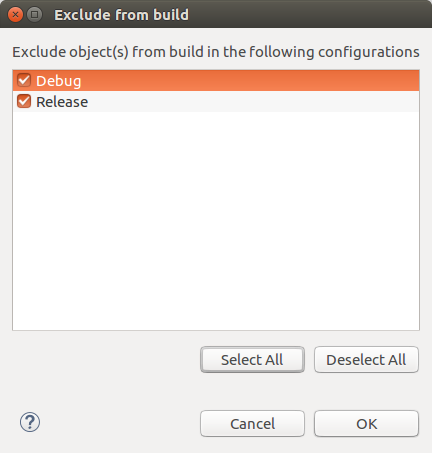 Exclude from build
Exclude object(s) from build in the following configurations
Debug
Release
Select All
Deselect All
?
Cancel
OK